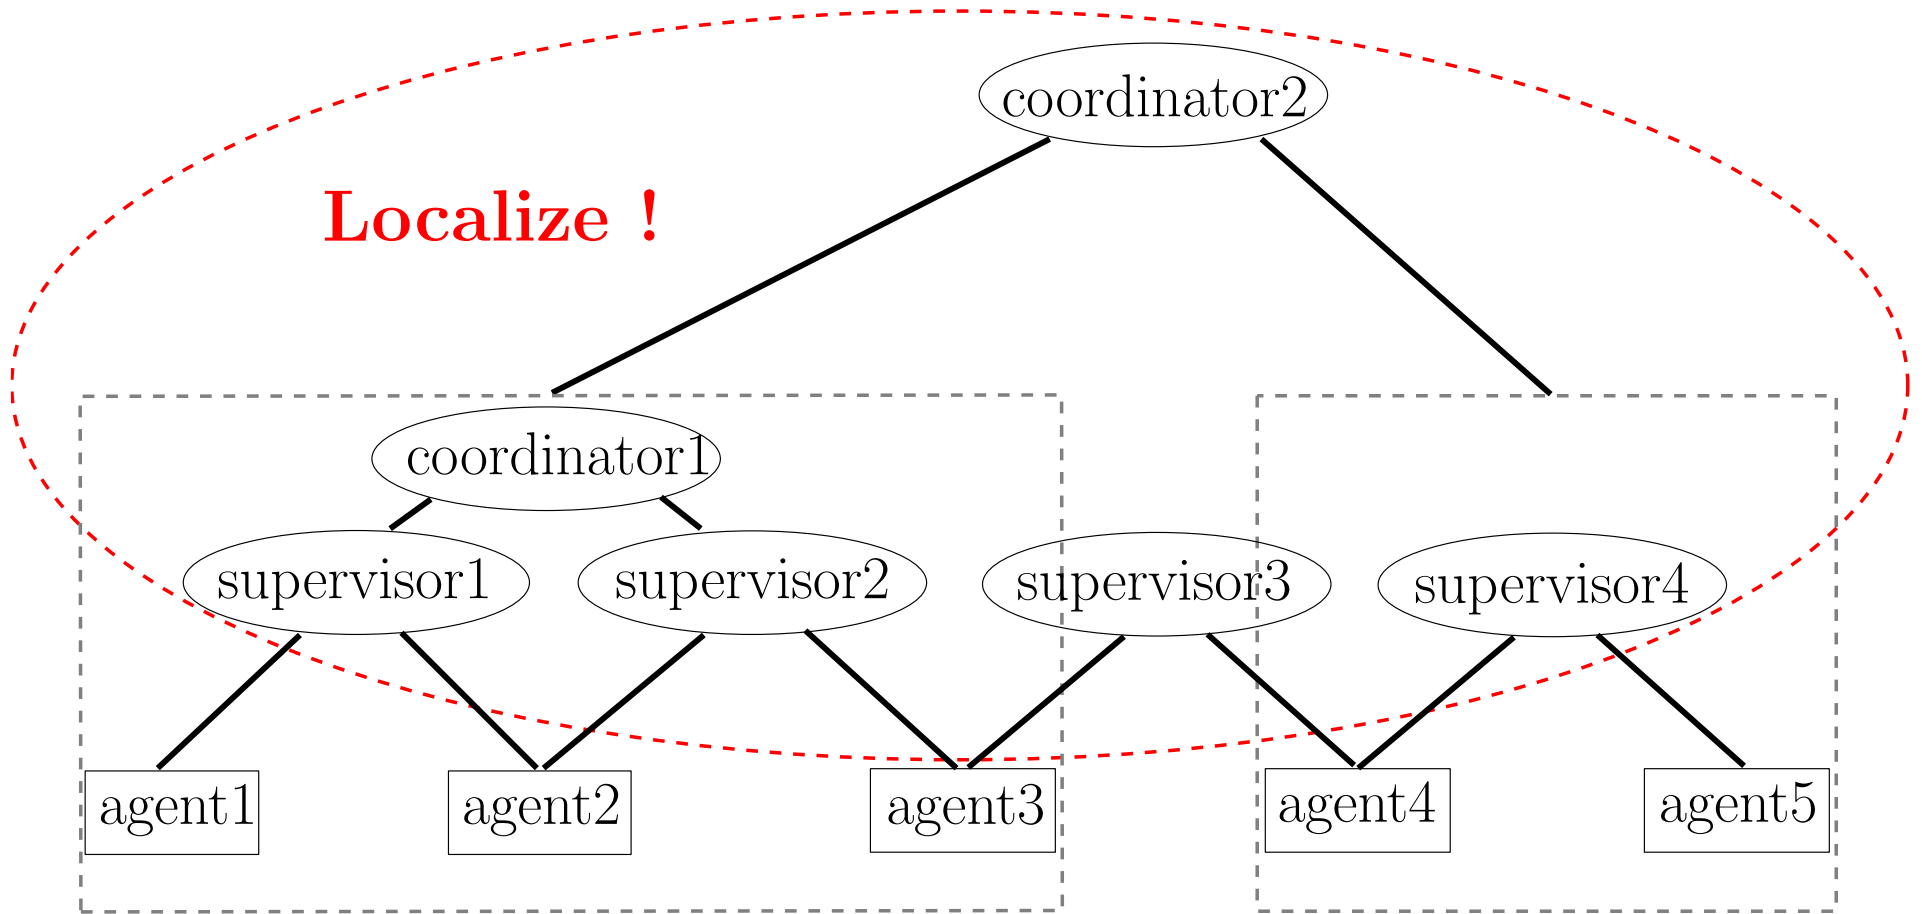 coordinator2
Localize !
coordinator1
supervisor1 supervisor2 supervisor3 supervisor4
agent1 agent2 agent3 agent4 agent5